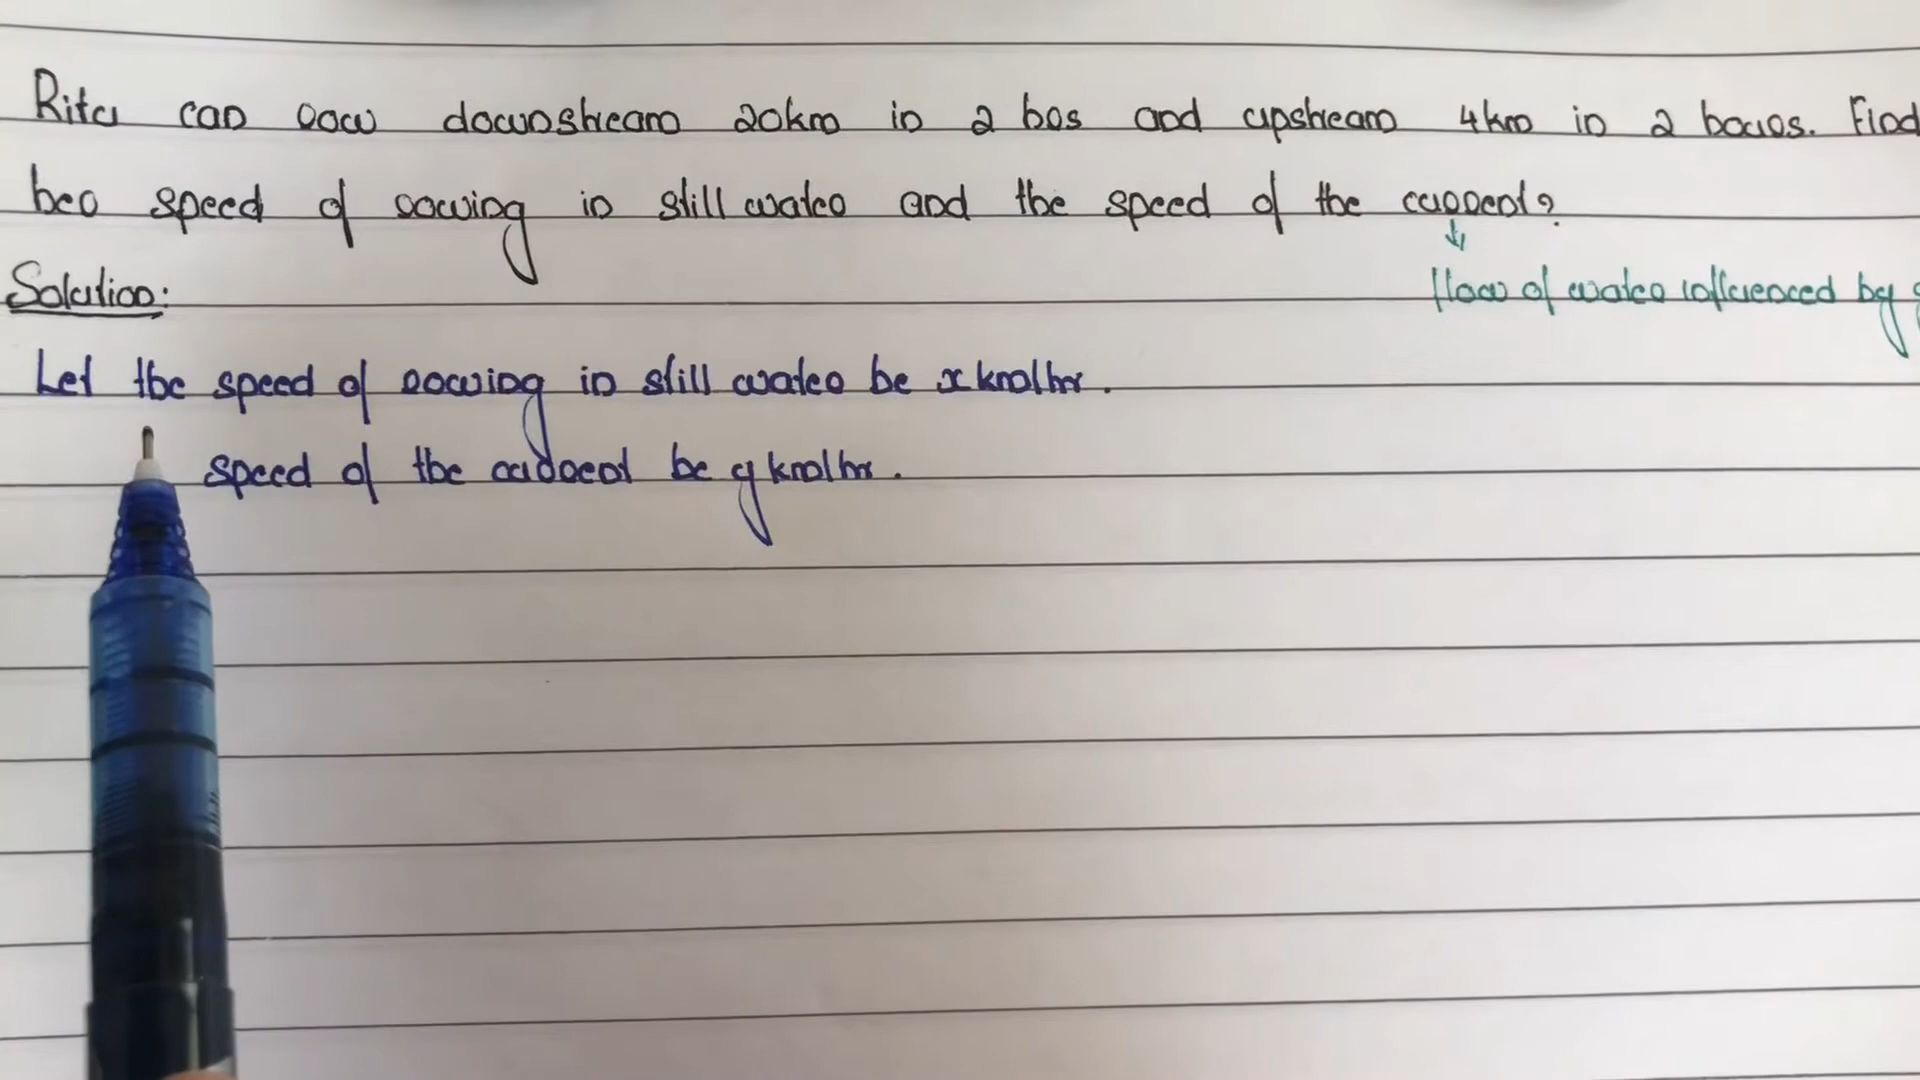 Ritu can row downstream 20km in 2 hrs and upstream 4km in 2 hours. Find
her speed of rowing in still water and the speed of the current?
flow of water influenced by
Solution:
Let the speed of rowing in still water be x km/hr.
speed of the current be y km/hr.